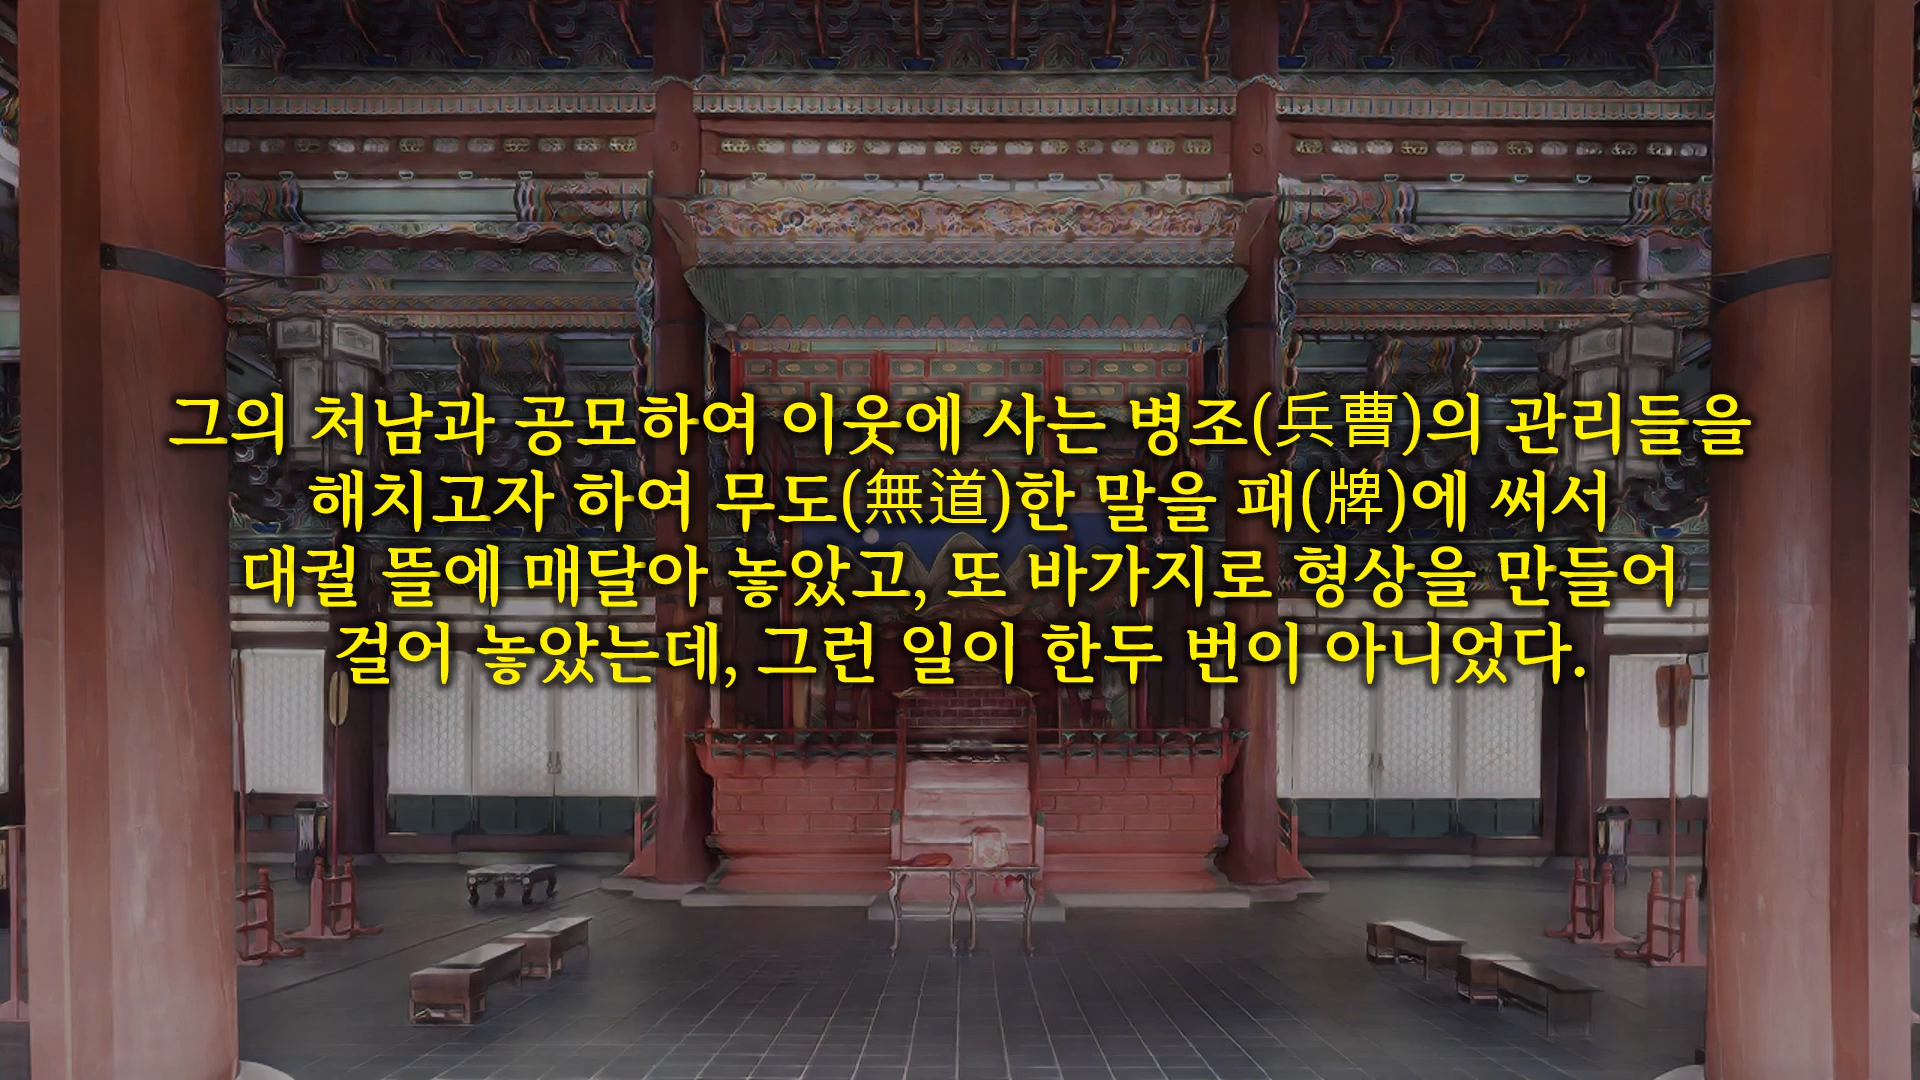 그의 처남과 공모하여 이웃에 사는 병조(兵曹)의 관리들을
해치고자 하여 무도(無道)한 말을 패(牌)에 써서
대궐 뜰에 매달아 놓았고, 또 바가지로 형상을 만들어
걸어 놓았는데, 그런 일이 한두 번이 아니었다.